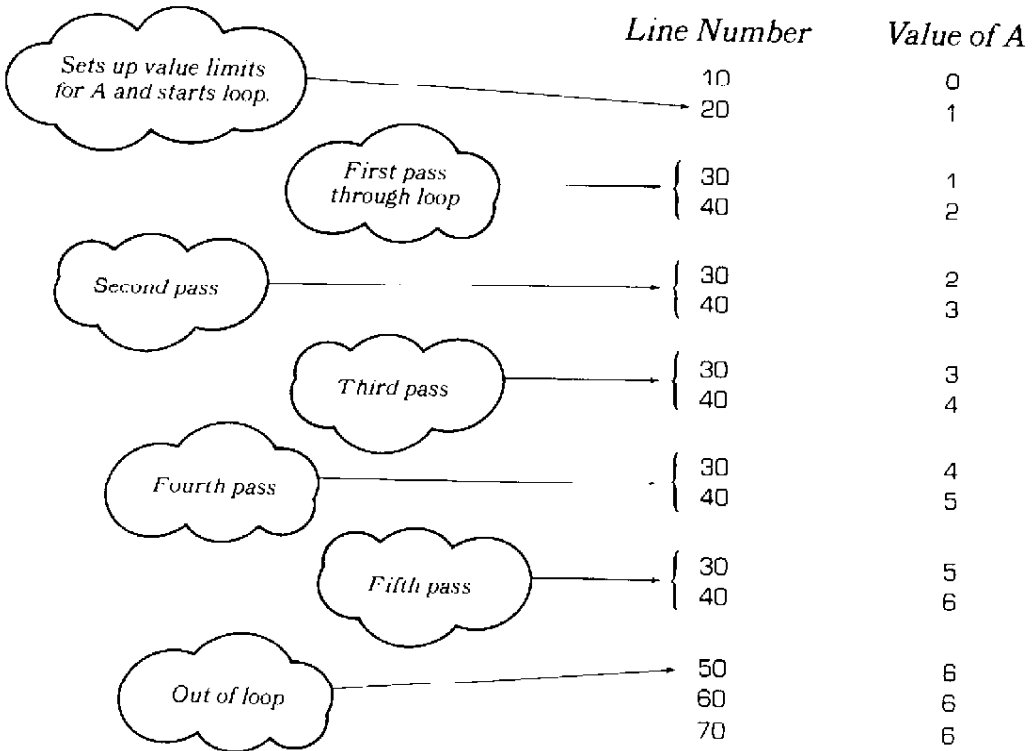 Line Number Value of A
Sets up value limits
for A and starts loop.
10 0
20 1
First pass
through loop
30 1
40 2
Second pass
30 2
40 3
Third pass
30 3
40 4
Fourth pass
30 4
40 5
Fifth pass
30 5
40 6
Out of loop
50 6
60 6
70 6